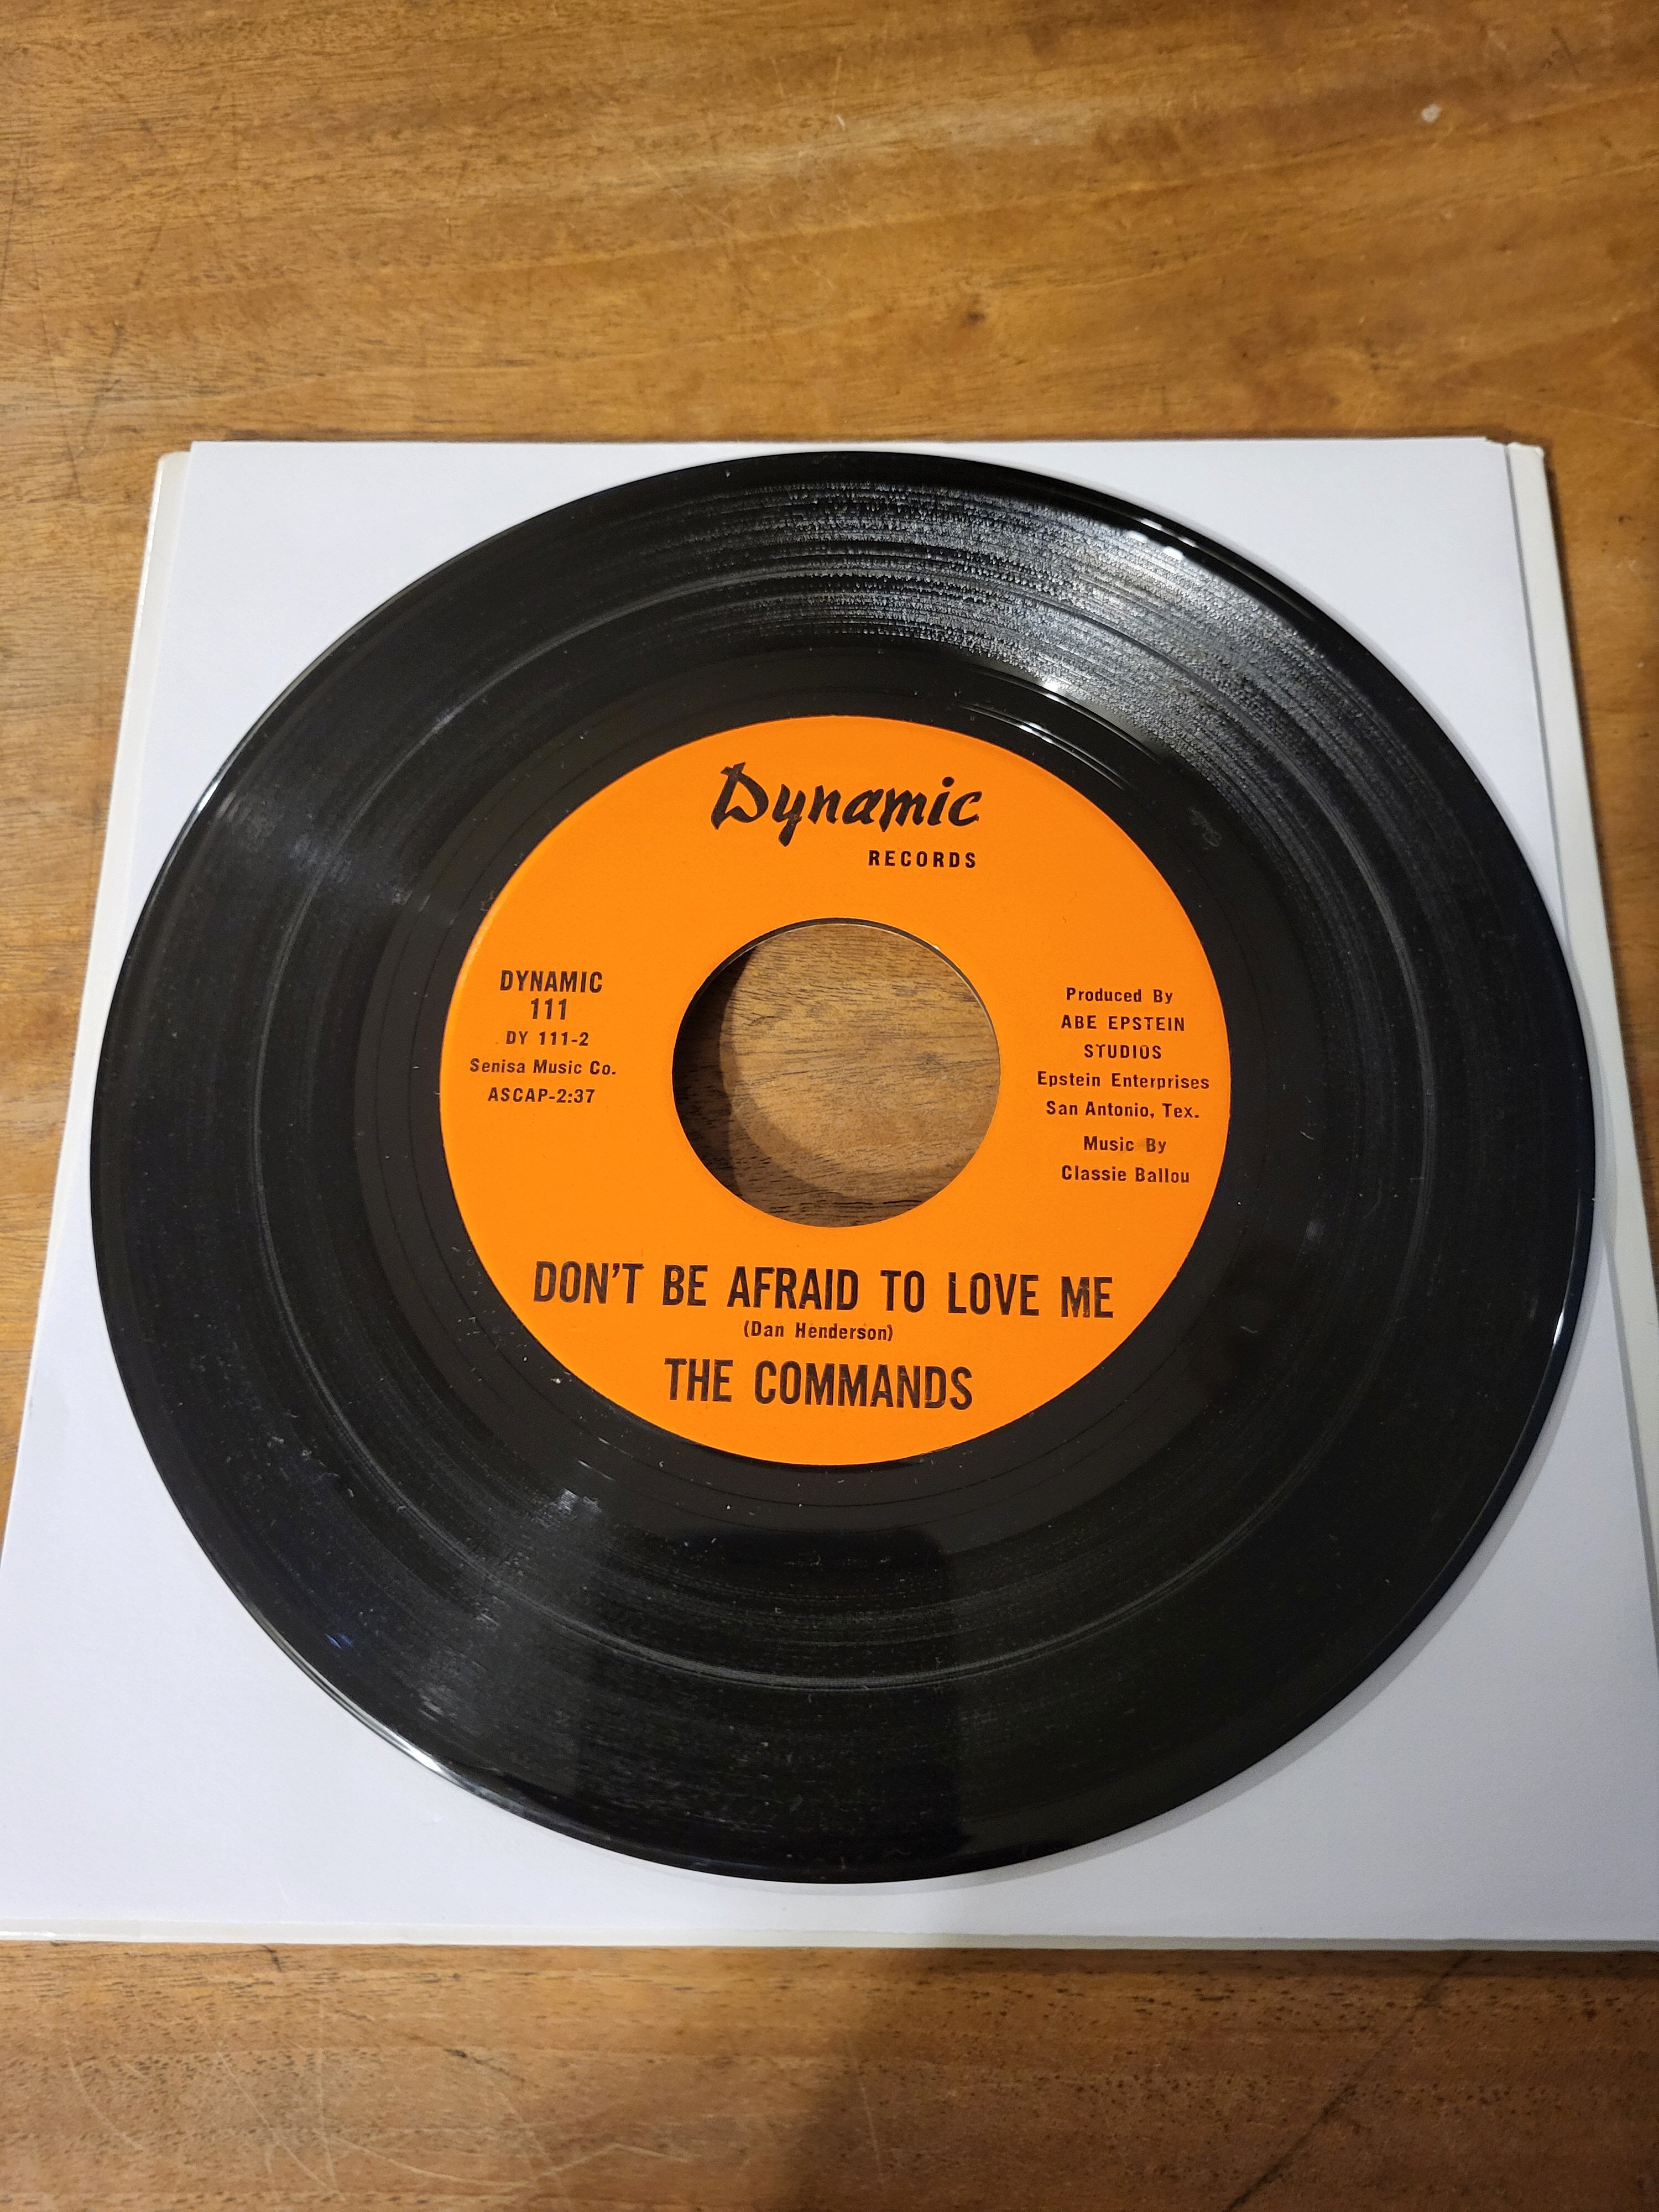 Dynamic
RECORDS
DYNAMIC
111
DY 111-2
Senisa Music Co.
ASCAP-2:37
Produced By
ABE EPSTEIN
STUDIOS
Epstein Enterprises
San Antonio, Tex.
Music By
Classie Ballou
DON'T BE AFRAID TO LOVE ME
(Dan Henderson)
THE COMMANDS